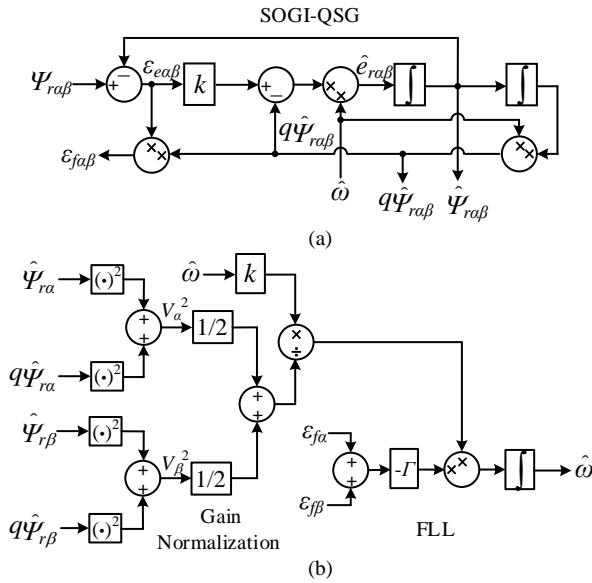 SOGI-QSG
Ψrαβ
+
−
εeαβ
k
+
−
×
×
êrαβ
∫
∫
qΨ̂rαβ
εfαβ
×
×
×
×
ω̂
qΨ̂rαβ
Ψ̂rαβ
(a)
Ψ̂rα
(·)²
ω̂
k
+
+
Vα²
1/2
qΨ̂rα
(·)²
×
÷
+
+
Ψ̂rβ
(·)²
εfα
+
+
Vβ²
1/2
+
+
-Γ
×
×
∫
ω̂
εfβ
qΨ̂rβ
(·)²
Gain
Normalization
FLL
(b)